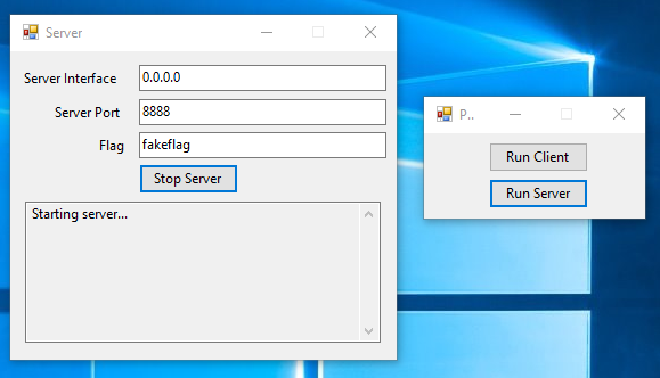 Server
Server Interface 0.0.0.0
Server Port 8888
Flag fakeflag
Stop Server
Starting server...
P..
Run Client
Run Server